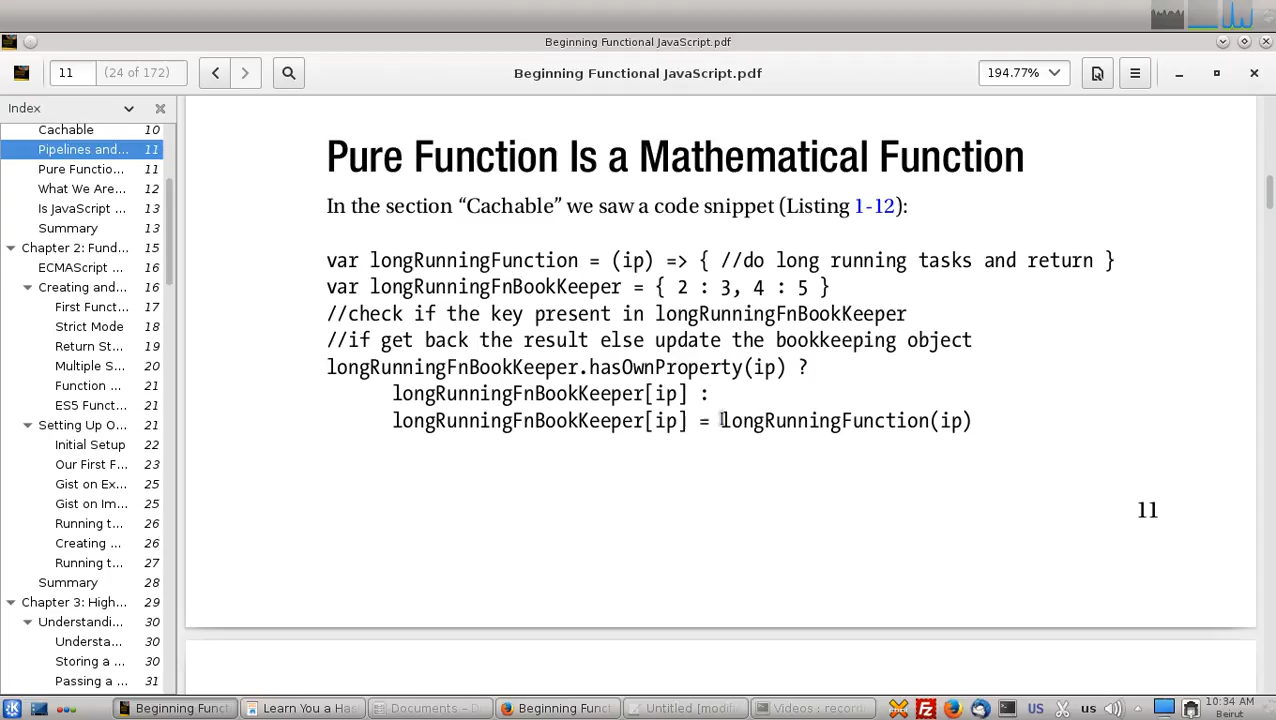 Beginning Functional JavaScript.pdf
11 (24 of 172) Beginning Functional JavaScript.pdf 194.77%
Index
Cachable 10
Pipelines and... 11
Pure Functio... 11
What We Are... 12
Is JavaScript ... 13
Summary 13
Chapter 2: Fund... 15
ECMAScript ... 16
Creating and... 16
First Funct... 17
Strict Mode 18
Return St... 19
Multiple S... 20
Function ... 21
ES5 Funct... 21
Setting Up O... 21
Initial Setup 22
Our First F... 23
Gist on Ex... 25
Gist on Im... 25
Running t... 26
Creating ... 26
Running t... 27
Summary 28
Chapter 3: High... 29
Understandi... 30
Understa... 30
Storing a ... 30
Passing a ... 31
Pure Function Is a Mathematical Function
In the section “Cachable” we saw a code snippet (Listing 1-12):
var longRunningFunction = (ip) => { //do long running tasks and return }
var longRunningFnBookKeeper = { 2 : 3, 4 : 5 }
//check if the key present in longRunningFnBookKeeper
//if get back the result else update the bookkeeping object
longRunningFnBookKeeper.hasOwnProperty(ip) ?
longRunningFnBookKeeper[ip] :
longRunningFnBookKeeper[ip] = longRunningFunction(ip)
11
Beginning Func Learn You a Has Documents – D Beginning Func Untitled [modifi Videos : record US us 10:34 AM
Beirut